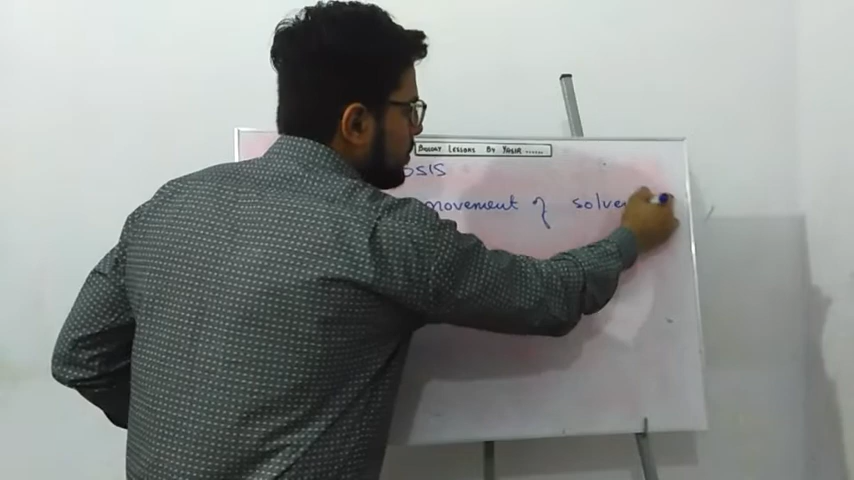 BIOLOGY LESSONS BY YASIR ......
OSIS
movement of solve